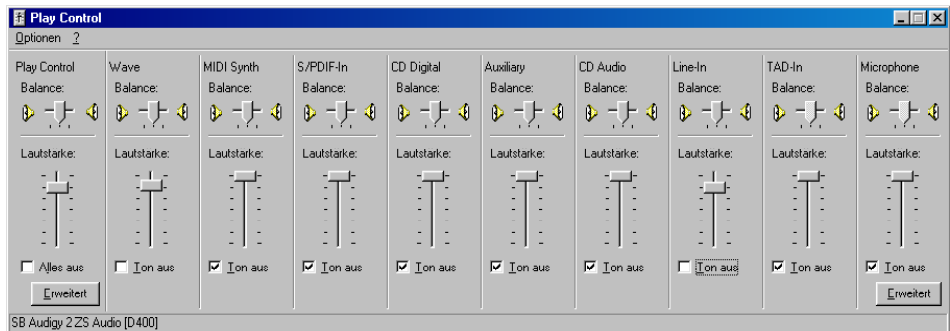 Play Control
Optionen ?
Play Control Wave MIDI Synth S/PDIF-In CD Digital Auxiliary CD Audio Line-In TAD-In Microphone
Balance: Balance: Balance: Balance: Balance: Balance: Balance: Balance: Balance: Balance:
Lautstarke: Lautstarke: Lautstarke: Lautstarke: Lautstarke: Lautstarke: Lautstarke: Lautstarke: Lautstarke: Lautstarke:
Alles aus Ton aus Ton aus Ton aus Ton aus Ton aus Ton aus Ton aus Ton aus Ton aus
Erweitert Erweitert
SB Audigy 2 ZS Audio [D400]